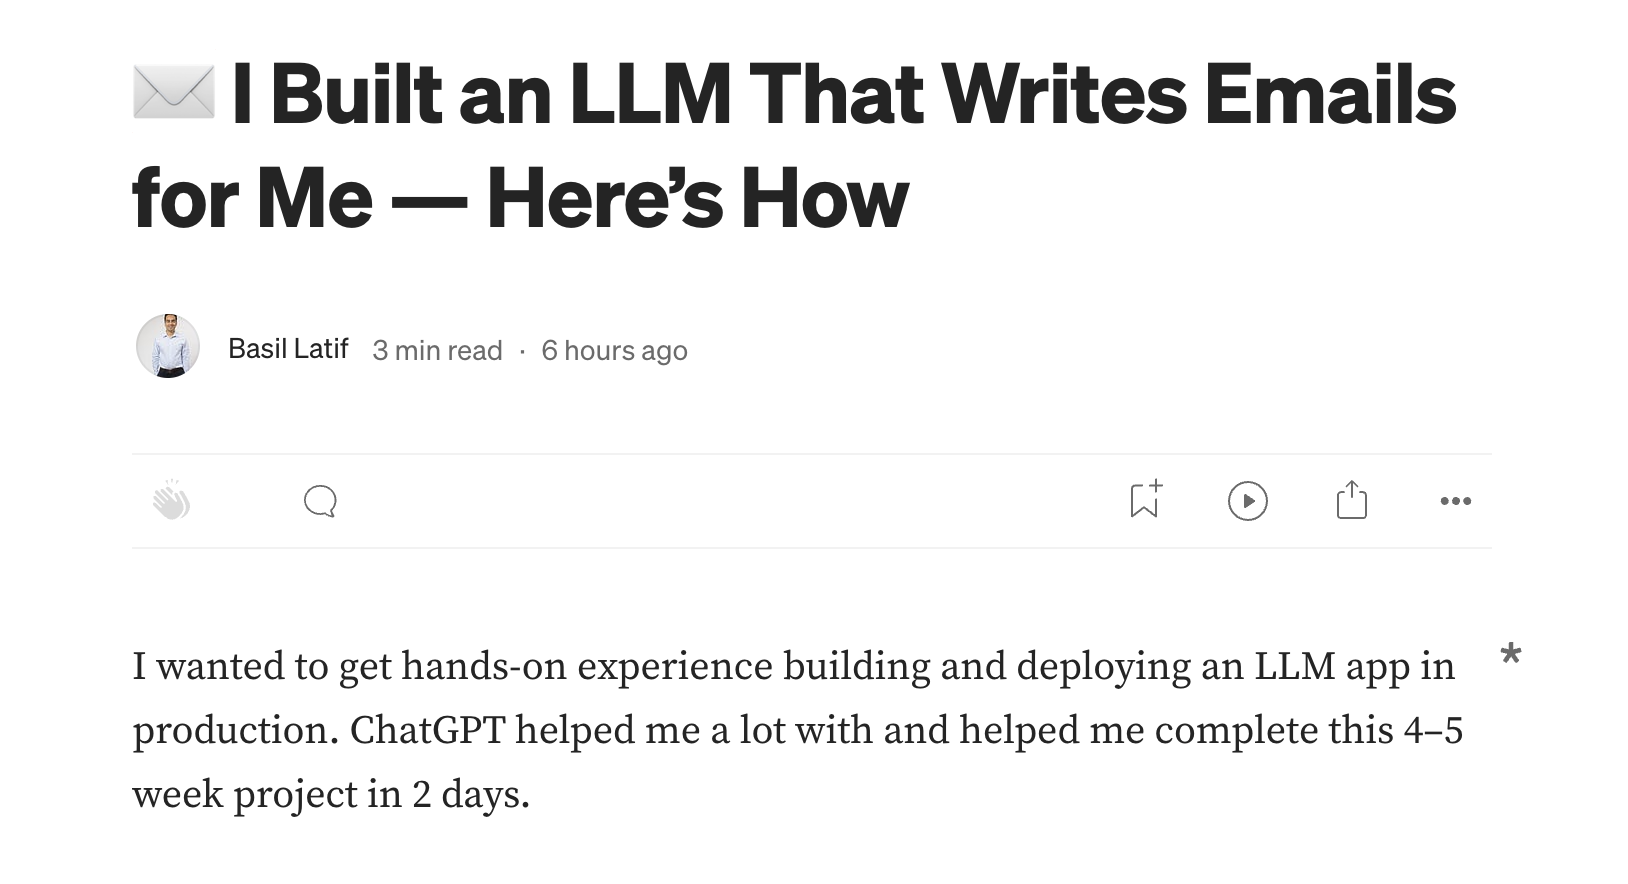 ✉️ I Built an LLM That Writes Emails
for Me — Here’s How
Basil Latif 3 min read · 6 hours ago
I wanted to get hands-on experience building and deploying an LLM app in *
production. ChatGPT helped me a lot with and helped me complete this 4–5
week project in 2 days.